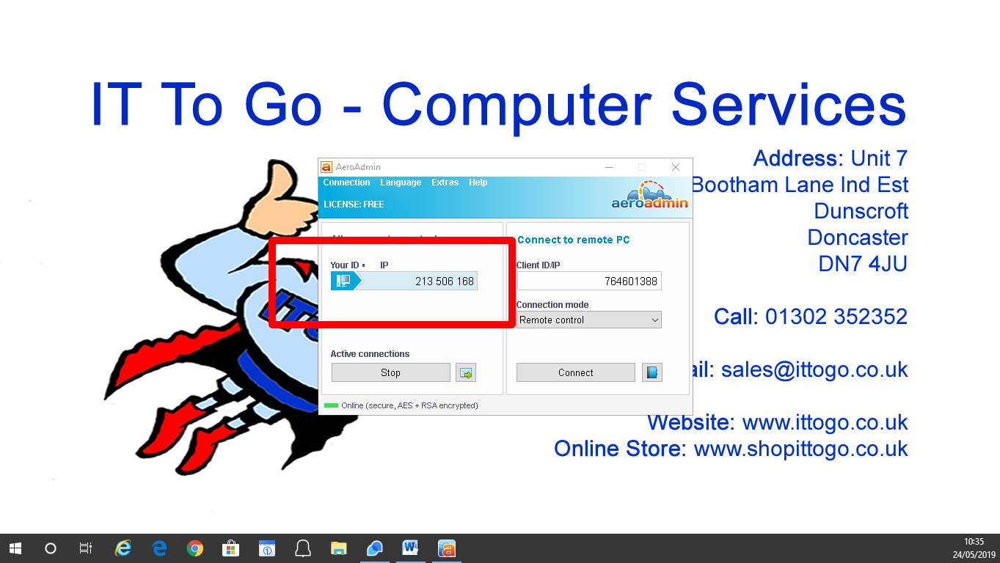 IT To Go - Computer Services
Address: Unit 7
Bootham Lane Ind Est
Dunscroft
Doncaster
DN7 4JU
Call: 01302 352352
ail: sales@ittogo.co.uk
Website: www.ittogo.co.uk
Online Store: www.shopittogo.co.uk
a AeroAdmin
Connection Language Extras Help
LICENSE: FREE
aeroadmin
Your ID IP
213 506 168
Active connections
Stop
Connect to remote PC
Client ID/IP
764601388
Connection mode
Remote control
Connect
Online (secure, AES + RSA encrypted)
10:35
24/05/2019